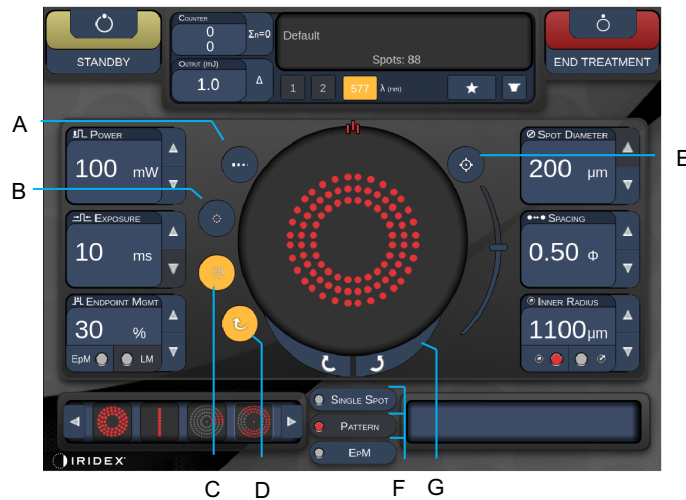 STANDBY
COUNTER
0
0
Σn=0
OUTPUT (mJ)
1.0
Δ
Default
Spots: 88
1 2 577 λ (nm)
END TREATMENT
A
B
E
POWER
100 mW
EXPOSURE
10 ms
ENDPOINT MGMT
30 %
EpM LM
SPOT DIAMETER
200 µm
SPACING
0.50 Φ
INNER RADIUS
1100 µm
SINGLE SPOT
PATTERN
EPM
IRIDEX
C D F G